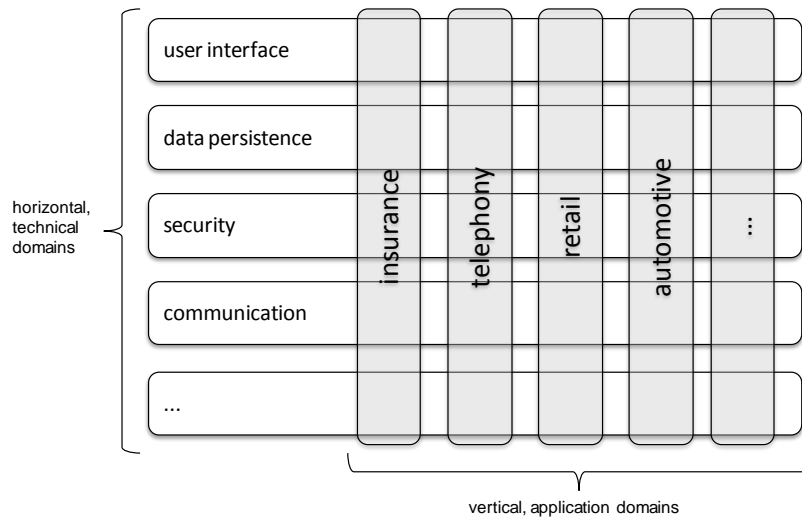 user interface
data persistence
security
communication
...
horizontal,
technical
domains
insurance
telephony
retail
automotive
...
vertical, application domains